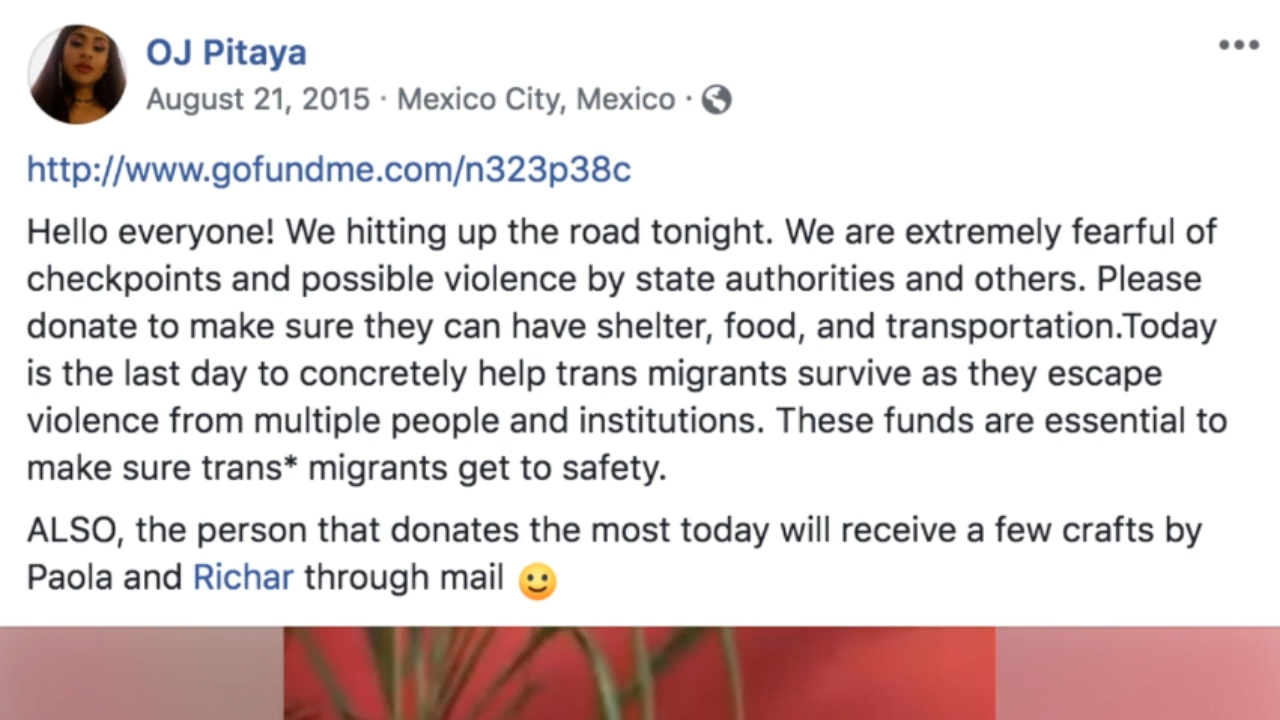 OJ Pitaya
August 21, 2015 · Mexico City, Mexico ·
http://www.gofundme.com/n323p38c
Hello everyone! We hitting up the road tonight. We are extremely fearful of
checkpoints and possible violence by state authorities and others. Please
donate to make sure they can have shelter, food, and transportation.Today
is the last day to concretely help trans migrants survive as they escape
violence from multiple people and institutions. These funds are essential to
make sure trans* migrants get to safety.
ALSO, the person that donates the most today will receive a few crafts by
Paola and Richar through mail 🙂